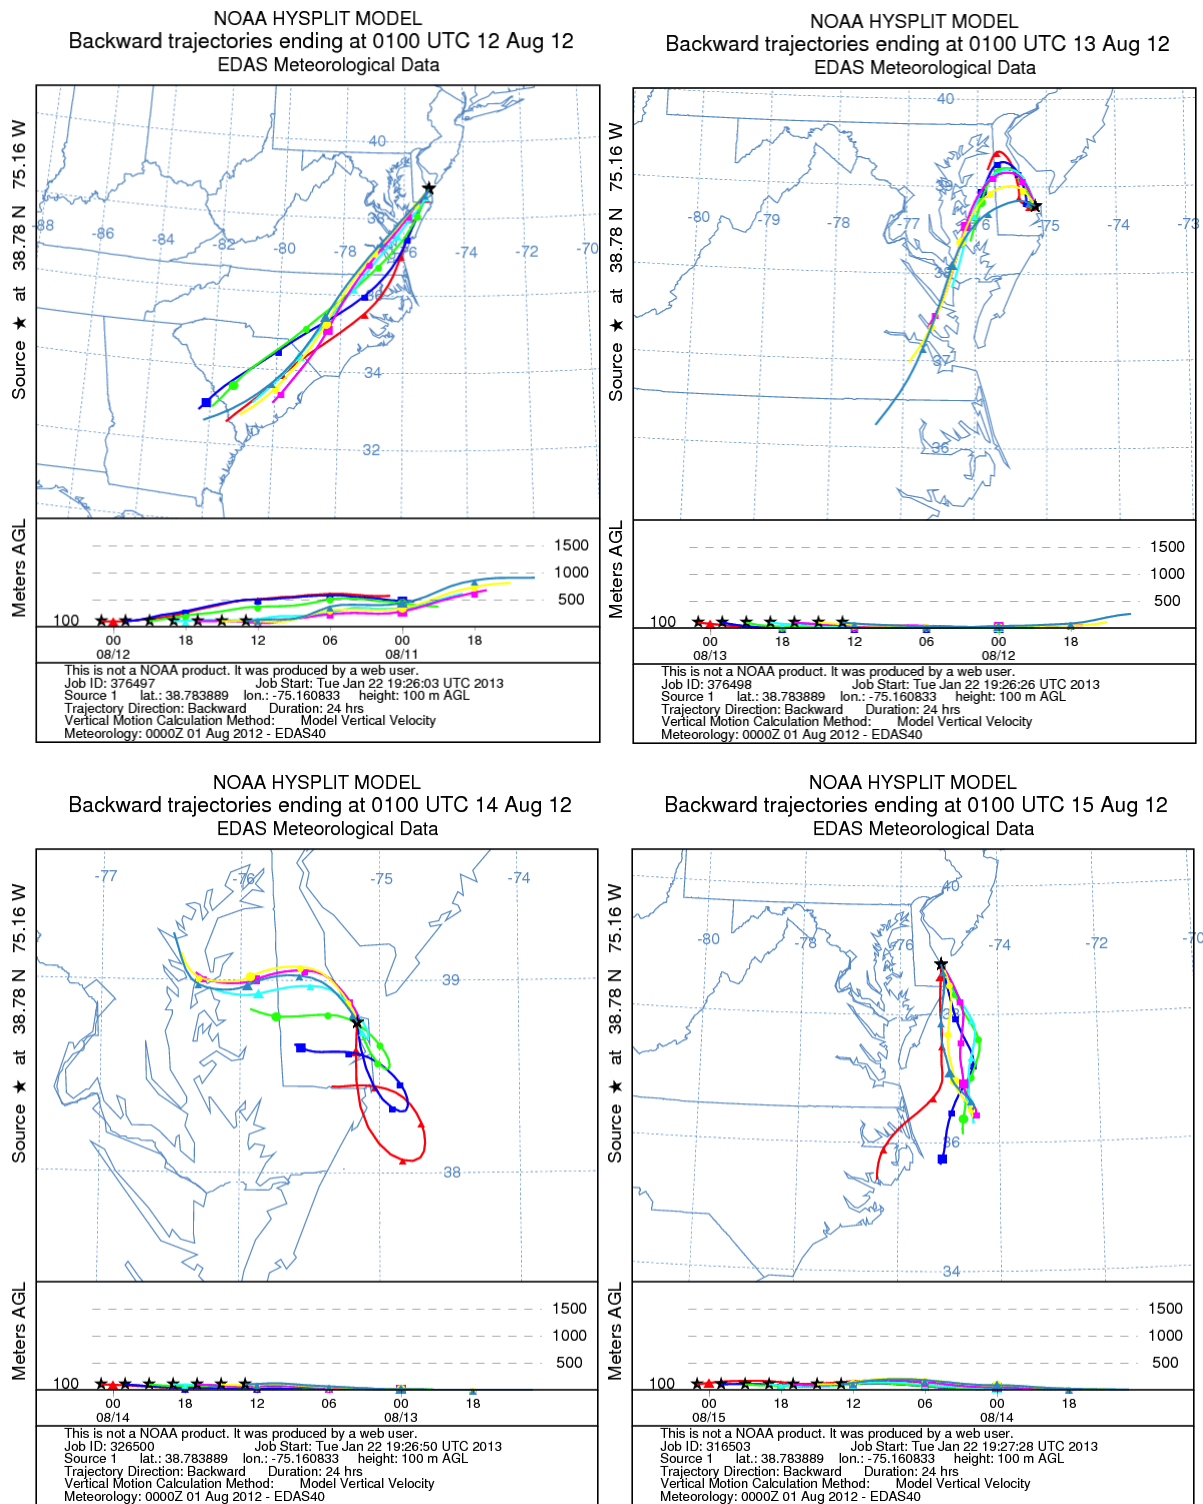 NOAA HYSPLIT MODEL
Backward trajectories ending at 0100 UTC 12 Aug 12
EDAS Meteorological Data
Source ★ at 38.78 N 75.16 W
40
38
-88
-84
-82
-80
-78
-76
-74
-72
-70
36
34
32
Meters AGL
1500
1000
500
100
00 18 12 06 00 18
08/12 08/11
This is not a NOAA product. It was produced by a web user.
Job ID: 376497 Job Start: Tue Jan 22 19:26:03 UTC 2013
Source 1 lat.: 38.783889 lon.: -75.160833 height: 100 m AGL
Trajectory Direction: Backward Duration: 24 hrs
Vertical Motion Calculation Method: Model Vertical Velocity
Meteorology: 0000Z 01 Aug 2012 - EDAS40
NOAA HYSPLIT MODEL
Backward trajectories ending at 0100 UTC 13 Aug 12
EDAS Meteorological Data
Source ★ at 38.78 N 75.16 W
40
39
-80
-79
-78
-77
-76
-75
-74
-73
38
37
36
Meters AGL
1500
1000
500
100
00 18 12 06 00 18
08/13 08/12
This is not a NOAA product. It was produced by a web user.
Job ID: 376498 Job Start: Tue Jan 22 19:26:26 UTC 2013
Source 1 lat.: 38.783889 lon.: -75.160833 height: 100 m AGL
Trajectory Direction: Backward Duration: 24 hrs
Vertical Motion Calculation Method: Model Vertical Velocity
Meteorology: 0000Z 01 Aug 2012 - EDAS40
NOAA HYSPLIT MODEL
Backward trajectories ending at 0100 UTC 14 Aug 12
EDAS Meteorological Data
Source ★ at 38.78 N 75.16 W
-77
-76
-75
-74
39
38
Meters AGL
1500
1000
500
100
00 18 12 06 00 18
08/14 08/13
This is not a NOAA product. It was produced by a web user.
Job ID: 326500 Job Start: Tue Jan 22 19:26:50 UTC 2013
Source 1 lat.: 38.783889 lon.: -75.160833 height: 100 m AGL
Trajectory Direction: Backward Duration: 24 hrs
Vertical Motion Calculation Method: Model Vertical Velocity
Meteorology: 0000Z 01 Aug 2012 - EDAS40
NOAA HYSPLIT MODEL
Backward trajectories ending at 0100 UTC 15 Aug 12
EDAS Meteorological Data
Source ★ at 38.78 N 75.16 W
40
-80
-78
-76
-74
-72
-70
38
36
34
Meters AGL
1500
1000
500
100
00 18 12 06 00 18
08/15 08/14
This is not a NOAA product. It was produced by a web user.
Job ID: 316503 Job Start: Tue Jan 22 19:27:28 UTC 2013
Source 1 lat.: 38.783889 lon.: -75.160833 height: 100 m AGL
Trajectory Direction: Backward Duration: 24 hrs
Vertical Motion Calculation Method: Model Vertical Velocity
Meteorology: 0000Z 01 Aug 2012 - EDAS40